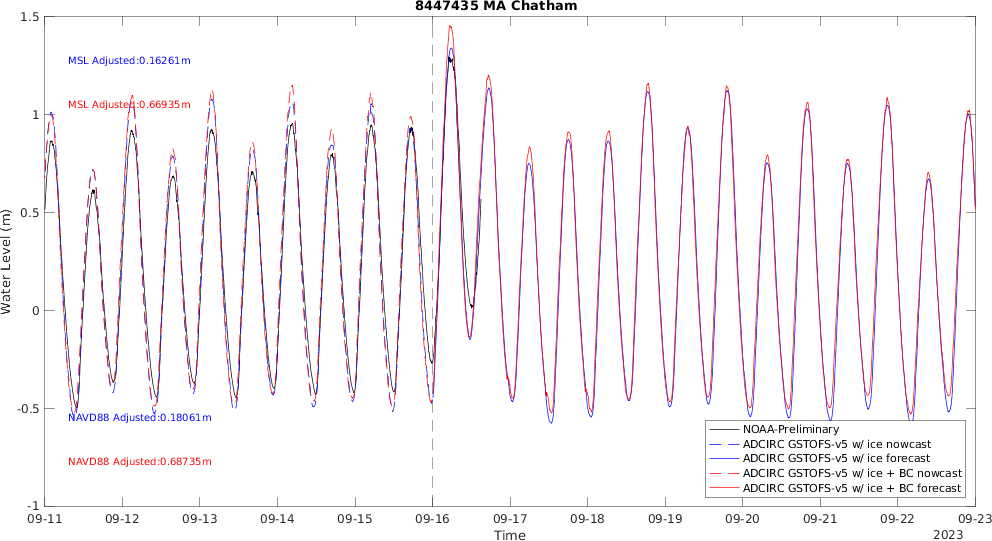 8447435 MA Chatham
1.5
1
0.5
0
-0.5
-1
Water Level (m)
MSL Adjusted:0.16261m
MSL Adjusted:0.66935m
NAVD88 Adjusted:0.18061m
NAVD88 Adjusted:0.68735m
NOAA-Preliminary
ADCIRC GSTOFS-v5 w/ ice nowcast
ADCIRC GSTOFS-v5 w/ ice forecast
ADCIRC GSTOFS-v5 w/ ice + BC nowcast
ADCIRC GSTOFS-v5 w/ ice + BC forecast
09-11 09-12 09-13 09-14 09-15 09-16 09-17 09-18 09-19 09-20 09-21 09-22 09-23
Time
2023